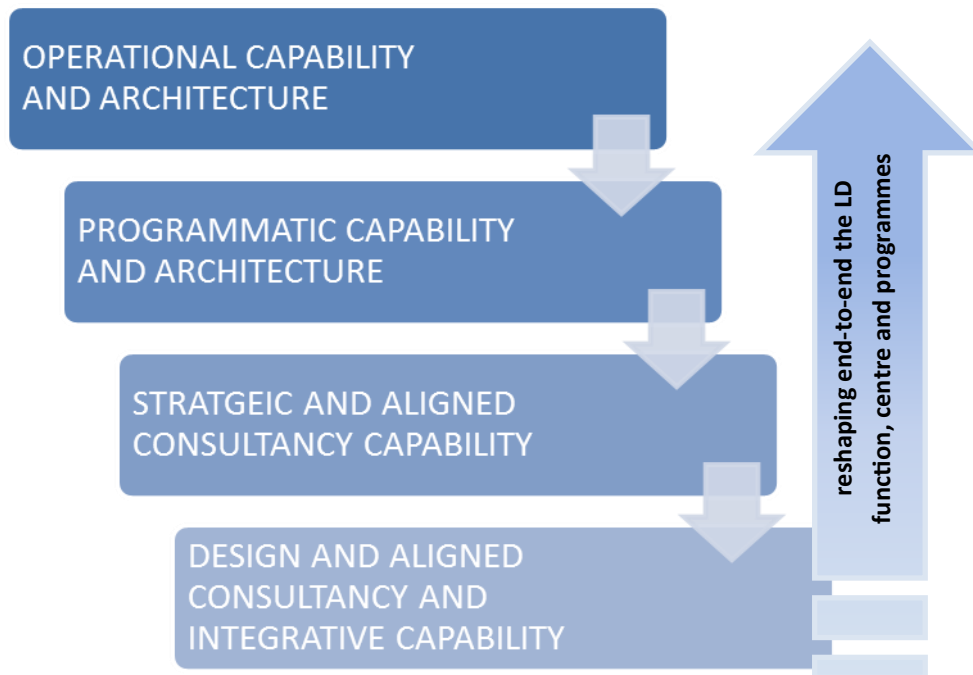 OPERATIONAL CAPABILITY
AND ARCHITECTURE
PROGRAMMATIC CAPABILITY
AND ARCHITECTURE
STRATGEIC AND ALIGNED
CONSULTANCY CAPABILITY
DESIGN AND ALIGNED
CONSULTANCY AND
INTEGRATIVE CAPABILITY
reshaping end-to-end the LD
function, centre and programmes